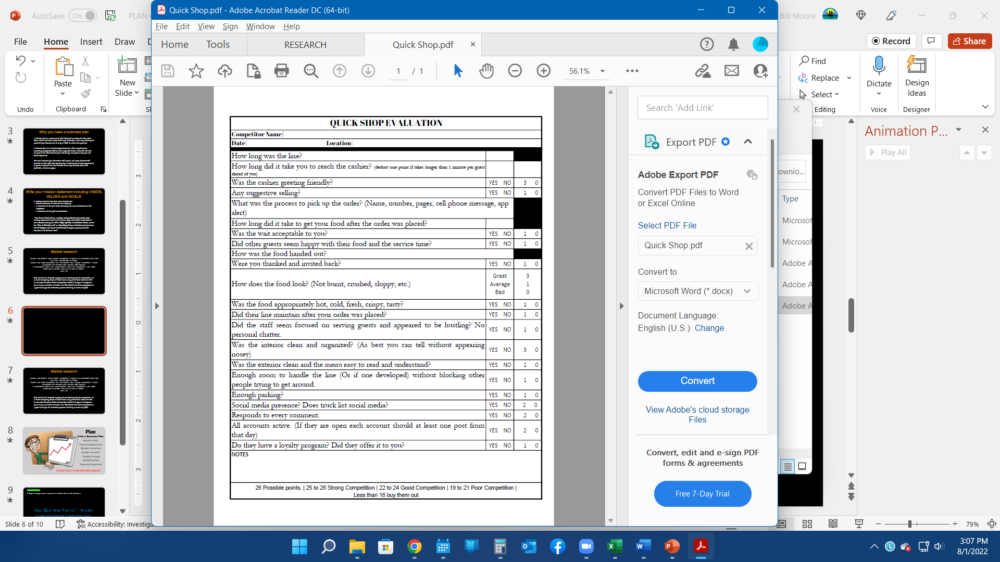 AutoSave On PLAN
Quick Shop.pdf - Adobe Acrobat Reader DC (64-bit)
Bill Moore
File Edit View Sign Window Help
File Home Insert Draw
Home Tools RESEARCH Quick Shop.pdf
Record Share
1 / 1 56.1%
Paste
New
Slide
Undo Clipboard
Find
Replace
Select
Editing
Dictate
Voice
Design
Ideas
Designer
Animation P...
Play All
3
Why you need a business plan
4
Write your mission statement including VISION,
VALUES and GOALS.
5
Market research
6
7
Market research
8
Plan
Write a Business Plan
Elevator Pitch
Team & Organization
Business Structure
Market research
Product Testing
Marketing Plan
Financial Projections
DO NOT USE A PLAN WRITING SERVICE!
9
Your Business Plan will include
some elements from the next
QUICK SHOP EVALUATION
Competitor Name|
Date| Location|
How long was the line?
How long did it take you to reach the cashier? (deduct one point if takes longer than 1 minute per guest
ahead of you)
Was the cashier greeting friendly? YES NO 3 0
Any suggestive selling? YES NO 1 0
What was the process to pick up the order? (Name, number, pager, cell phone message, app
alert)
How long did it take to get your food after the order was placed?
Was the wait acceptable to you? YES NO 1 0
Did other guests seem happy with their food and the service time? YES NO 1 0
How was the food handed out?
Were you thanked and invited back? YES NO 1 0
How does the food look? (Not burnt, crushed, sloppy, etc.)
Great 3
Average 1
Bad 0
Was the food appropriately hot, cold, fresh, crispy, tasty? YES NO 1 0
Did their line maintain after your order was placed? YES NO 1 0
Did the staff seem focused on serving guests and appeared to be hustling? No
personal chatter. YES NO 1 0
Was the interior clean and organized? (As best you can tell without appearing
nosey) YES NO 3 0
Was the exterior clean and the menu easy to read and understand? YES NO 1 0
Enough room to handle the line (Or if one developed) without blocking other
people trying to get around. YES NO 1 0
Enough parking? YES NO 1 0
Social media presence? Does truck list social media? YES NO 2 0
Responds to every comment. YES NO 2 0
All accounts active. (If they are open each account should at least one post from
that day) YES NO 2 0
Do they have a loyalty program? Did they offer it to you? YES NO 1 0
NOTES
26 Possible points. | 25 to 26 Strong Competition | 22 to 24 Good Competition | 19 to 21 Poor Competition |
Less than 18 buy them out
Search 'Add Link'
Export PDF
Adobe Export PDF
Convert PDF Files to Word
or Excel Online
Select PDF File
Quick Shop.pdf
Convert to
Microsoft Word (*.docx)
Document Language:
English (U.S.) Change
Convert
View Adobe's cloud storage
Files
Convert, edit and e-sign PDF
forms & agreements
Free 7-Day Trial
ownlo...
Type
Microsof
Microsof
Adobe A
Adobe A
Adobe A
Slide 6 of 10 Accessibility: Investiga
79%
3:07 PM
8/1/2022